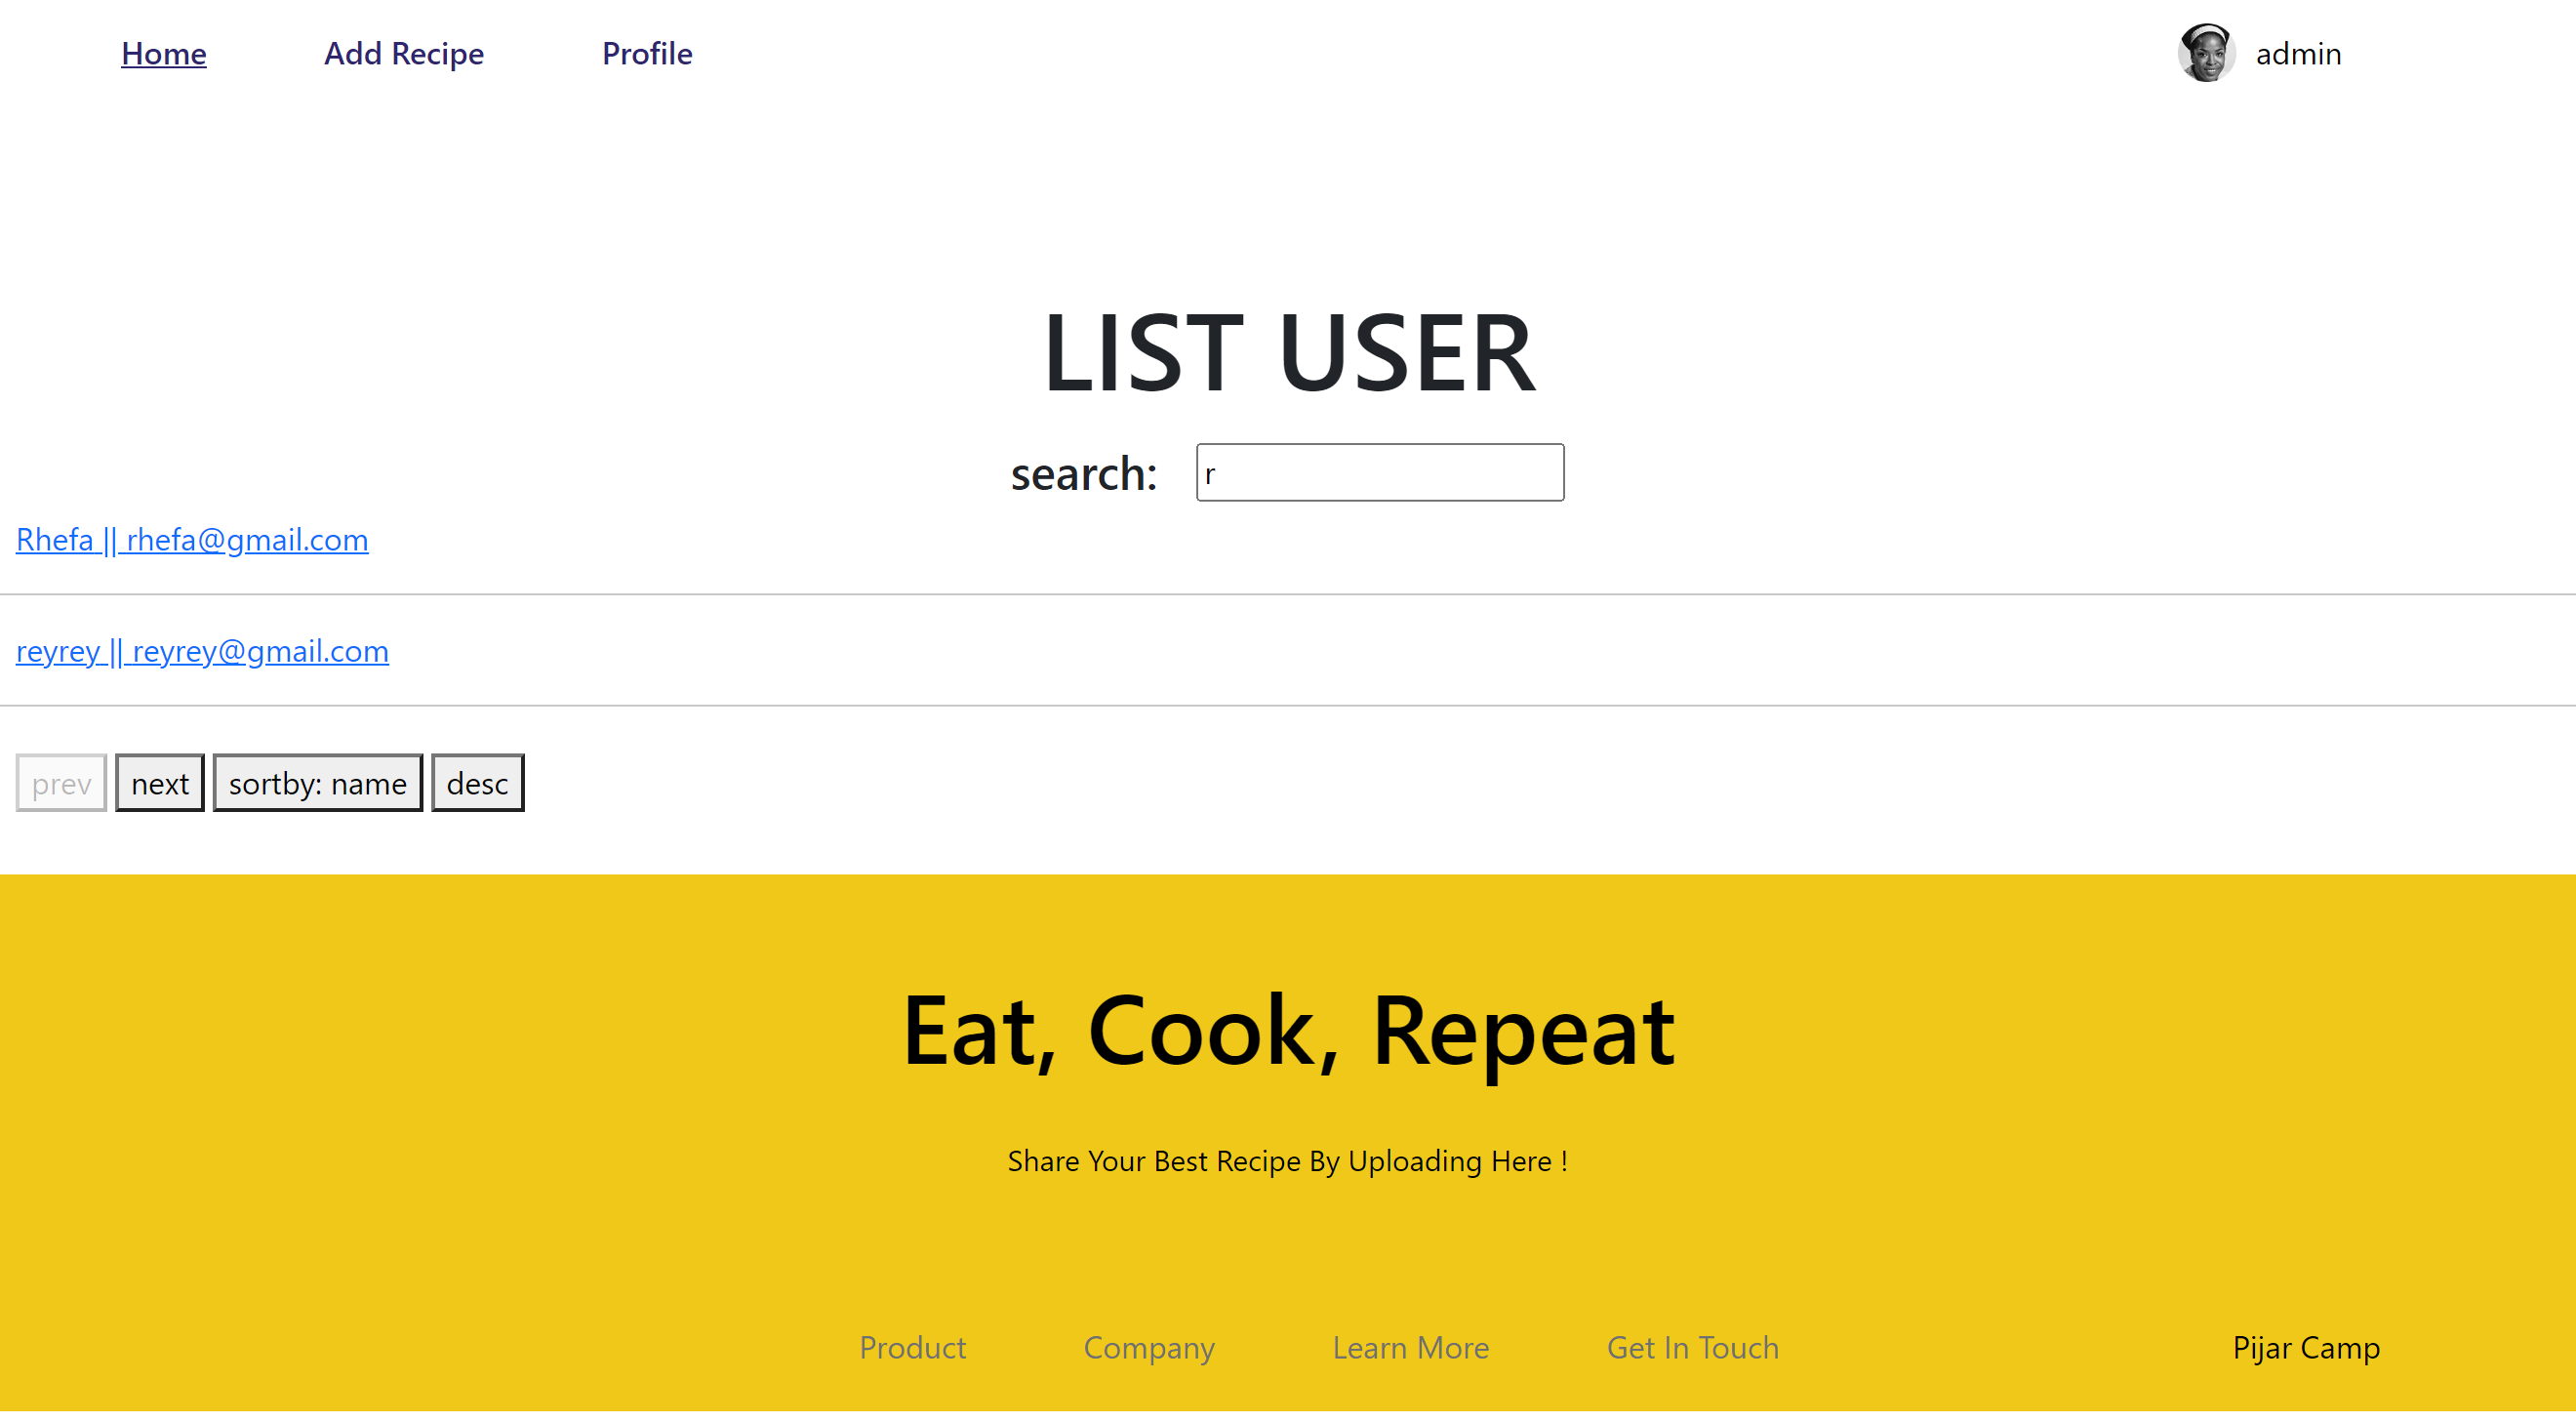 Home Add Recipe Profile admin
LIST USER
search: r
Rhefa || rhefa@gmail.com
reyrey || reyrey@gmail.com
prev next sortby: name desc
Eat, Cook, Repeat
Share Your Best Recipe By Uploading Here !
Product Company Learn More Get In Touch Pijar Camp